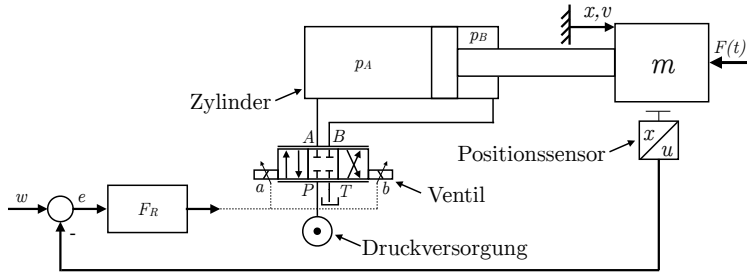 x,v
p_B
p_A
m
F(t)
Zylinder
A B
x
u
Positionssensor
a
P T
b
Ventil
w
e
F_R
-
Druckversorgung